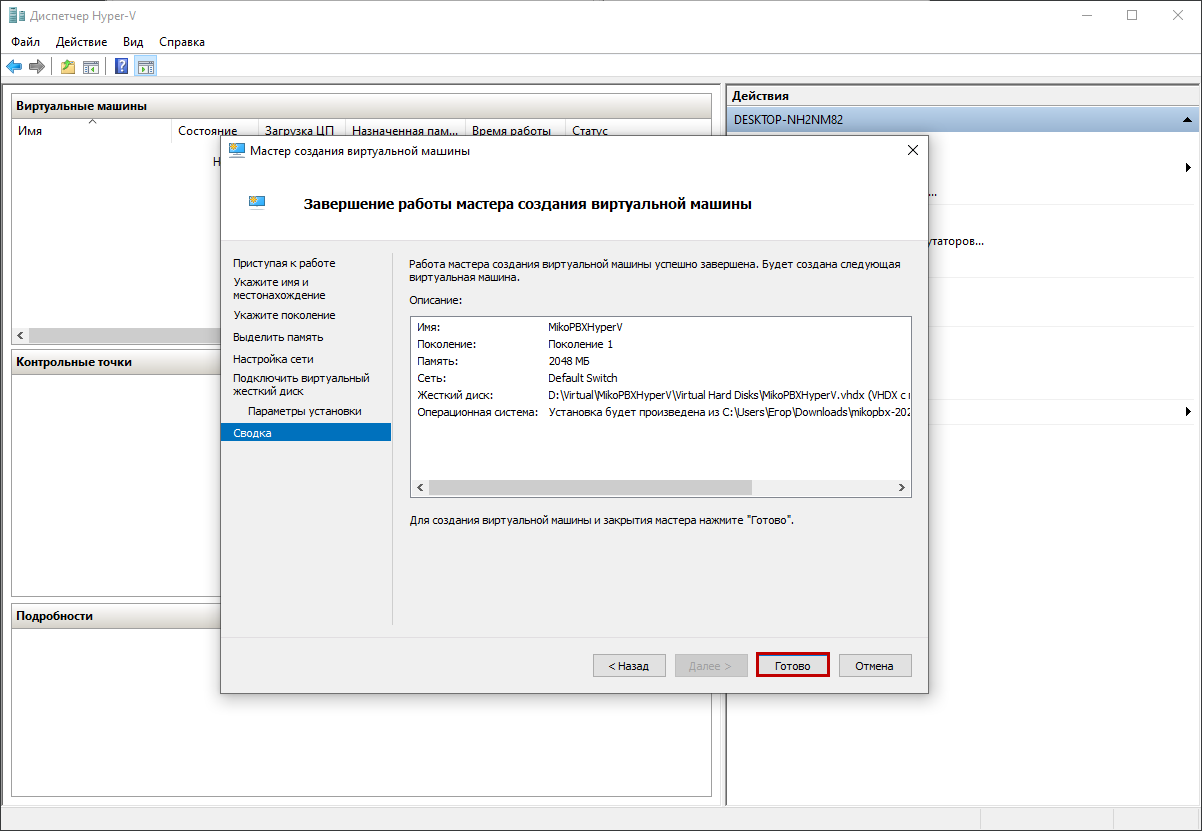 Диспетчер Hyper-V
Файл Действие Вид Справка
Виртуальные машины
Имя Состояние Загрузка ЦП Назначенная пам... Время работы Статус
Контрольные точки
Подробности
Действия
DESKTOP-NH2NM82
...
Мастер создания виртуальной машины
Завершение работы мастера создания виртуальной машины
Приступая к работе
Укажите имя и
местонахождение
Укажите поколение
Выделить память
Настройка сети
Подключить виртуальный
жесткий диск
Параметры установки
Сводка
Работа мастера создания виртуальной машины успешно завершена. Будет создана следующая
виртуальная машина.
Описание:
Имя: MikoPBXHyperV
Поколение: Поколение 1
Память: 2048 МБ
Сеть: Default Switch
Жесткий диск: D:\Virtual\MikoPBXHyperV\Virtual Hard Disks\MikoPBXHyperV.vhdx (VHDX с
Операционная система: Установка будет произведена из C:\Users\Егор\Downloads\mikopbx-202
Для создания виртуальной машины и закрытия мастера нажмите "Готово".
< Назад Далее > Готово Отмена